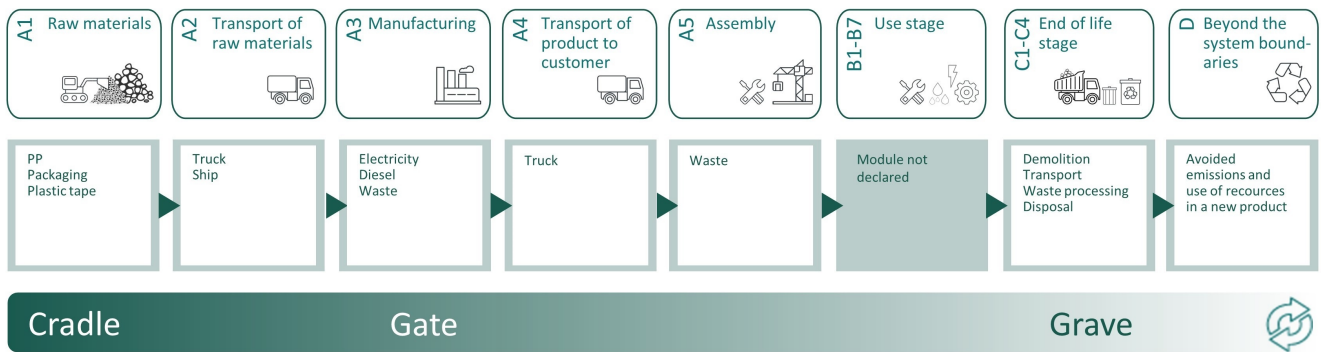 A1 Raw materials
A2 Transport of
raw materials
A3 Manufacturing
A4 Transport of
product to
customer
A5 Assembly
B1-B7 Use stage
C1-C4 End of life
stage
D Beyond the
system bound-
aries
PP
Packaging
Plastic tape
Truck
Ship
Electricity
Diesel
Waste
Truck
Waste
Module not
declared
Demolition
Transport
Waste processing
Disposal
Avoided
emissions and
use of recources
in a new product
Cradle
Gate
Grave